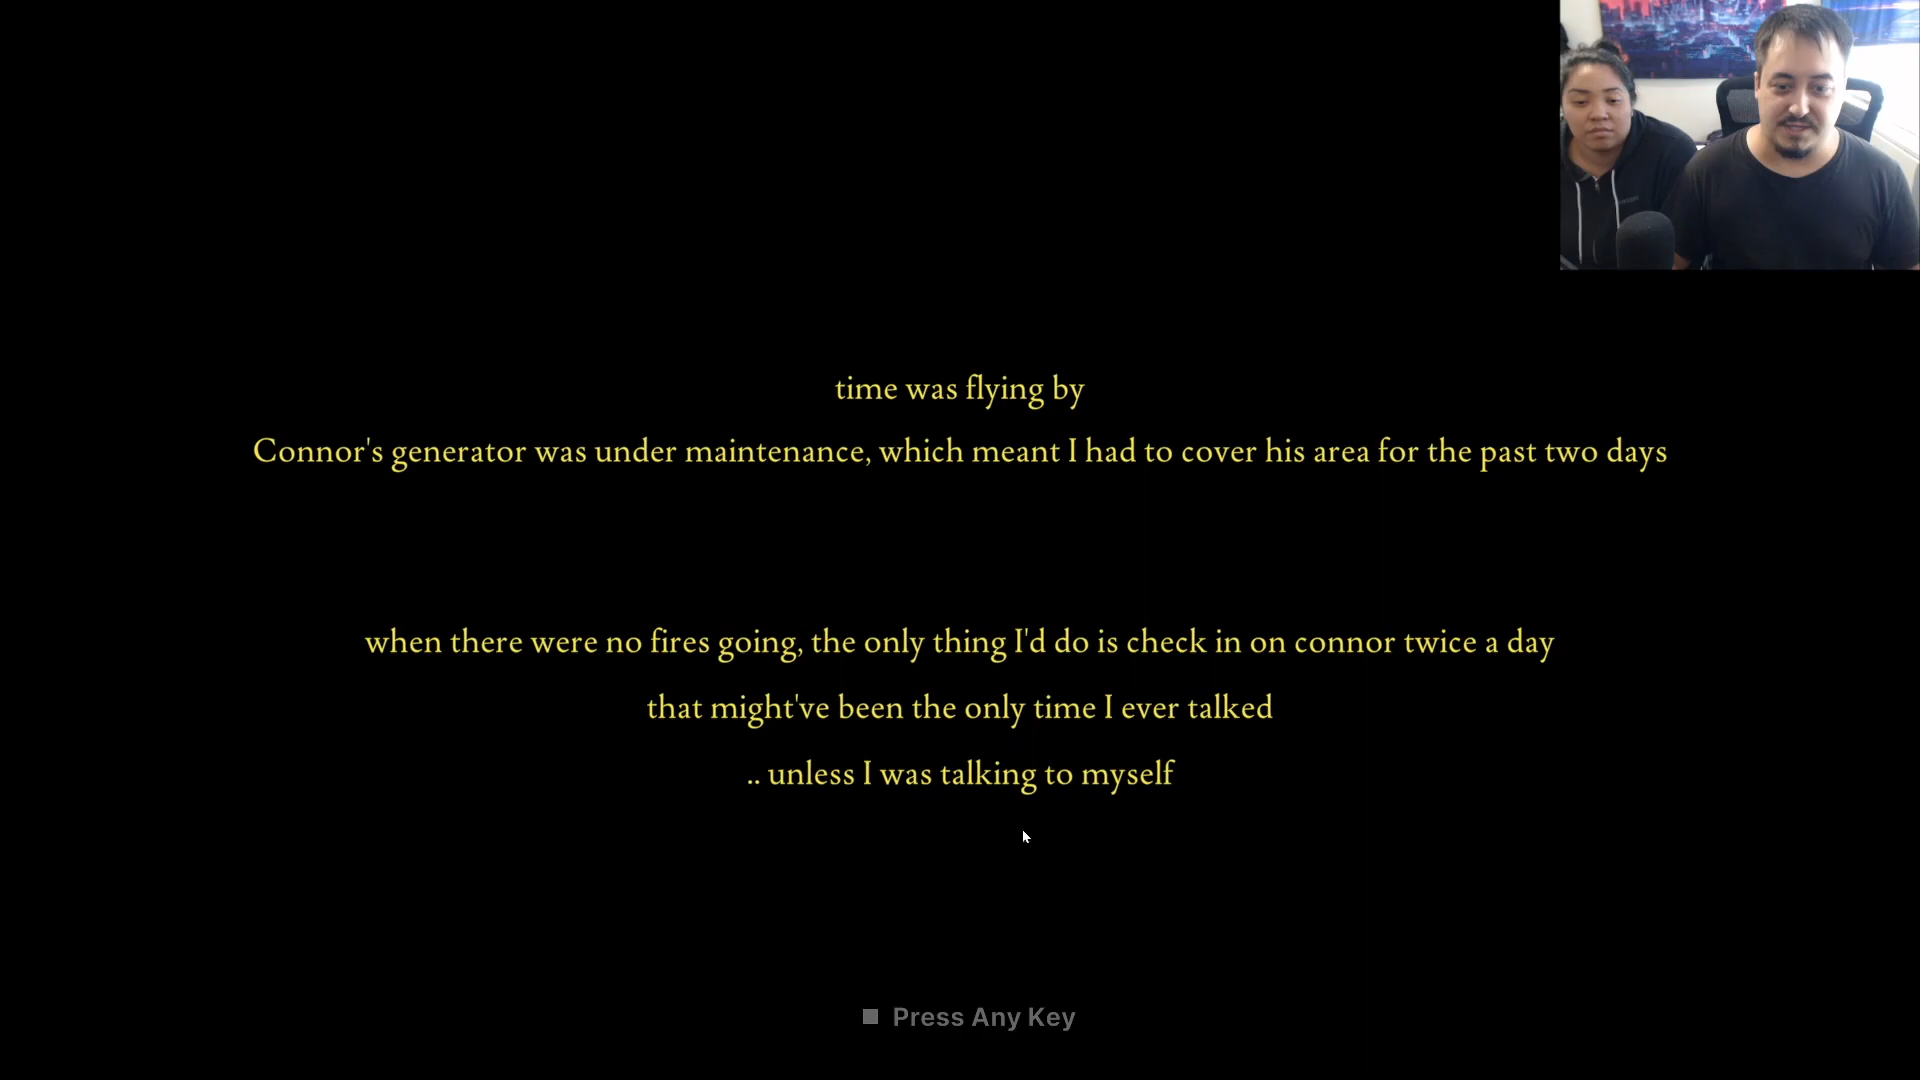 time was flying by
Connor's generator was under maintenance, which meant I had to cover his area for the past two days
when there were no fires going, the only thing I'd do is check in on connor twice a day
that might've been the only time I ever talked
.. unless I was talking to myself
Press Any Key